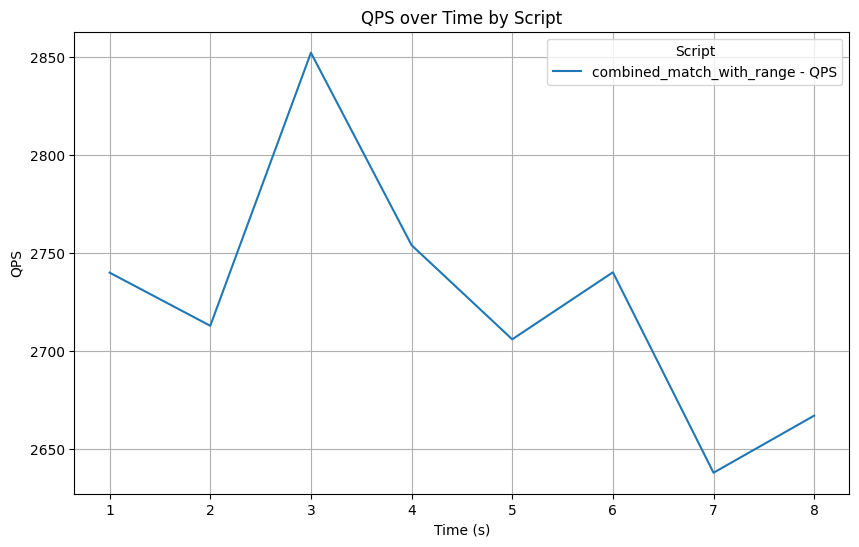 QPS over Time by Script
Script
combined_match_with_range - QPS
QPS
2850
2800
2750
2700
2650
1 2 3 4 5 6 7 8
Time (s)